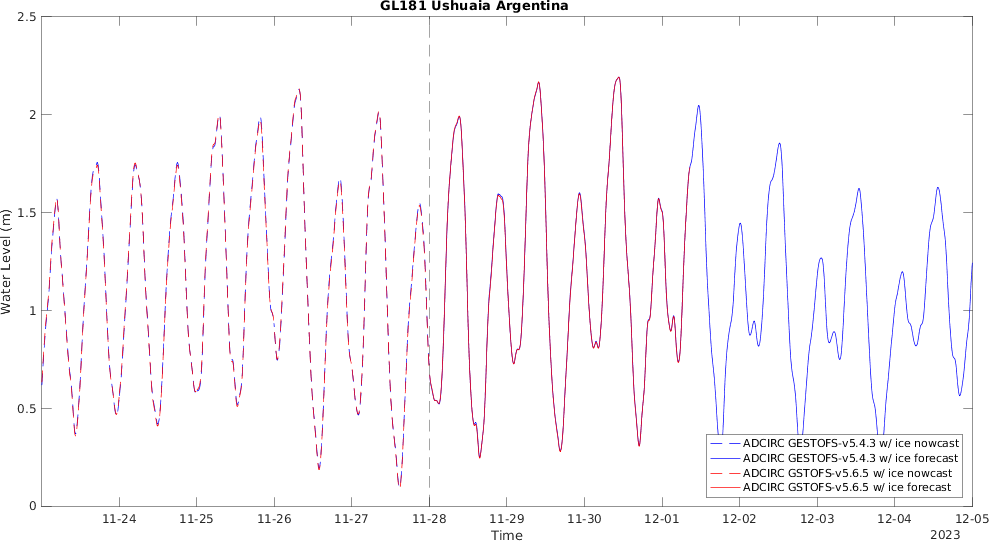 GL181 Ushuaia Argentina
2.5
2
1.5
1
0.5
0
Water Level (m)
11-24 11-25 11-26 11-27 11-28 11-29 11-30 12-01 12-02 12-03 12-04 12-05
Time
2023
ADCIRC GESTOFS-v5.4.3 w/ ice nowcast
ADCIRC GESTOFS-v5.4.3 w/ ice forecast
ADCIRC GSTOFS-v5.6.5 w/ ice nowcast
ADCIRC GSTOFS-v5.6.5 w/ ice forecast